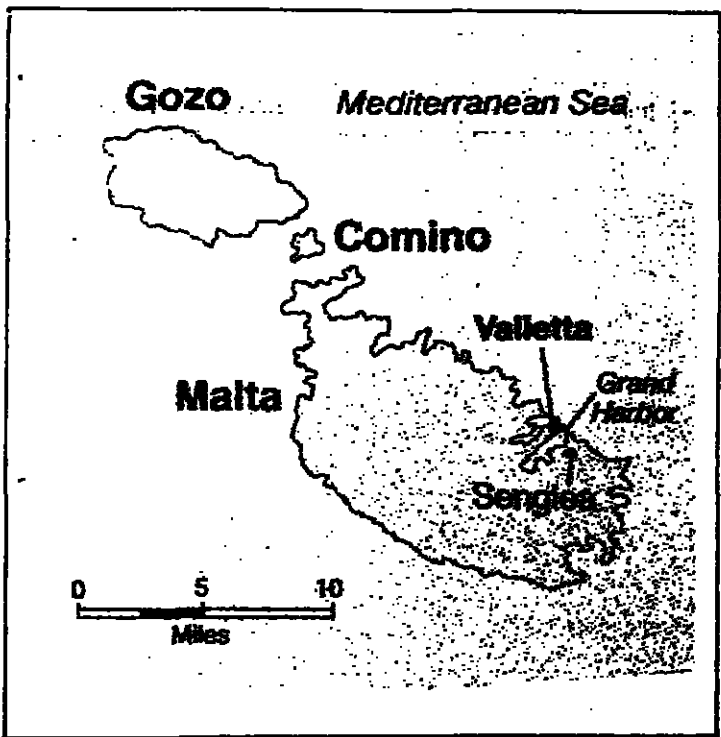 Gozo
Mediterranean Sea
Comino
Valletta
Grand
Harbor
Malta
Senglea
0 5 10
Miles